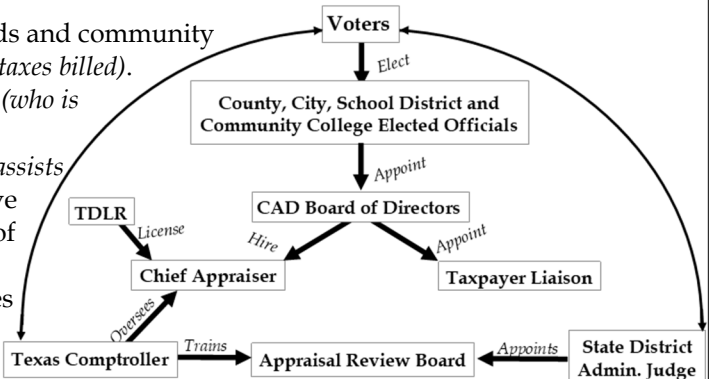 Voters
ds and community
taxes billed).
Elect
(who is
County, City, School District and
Community College Elected Officials
assists
Appoint
ve
TDLR
CAD Board of Directors
of
License
Hire
Appoint
Chief Appraiser
Taxpayer Liaison
es
Oversees
Texas Comptroller
Trains
Appraisal Review Board
Appoints
State District
Admin. Judge